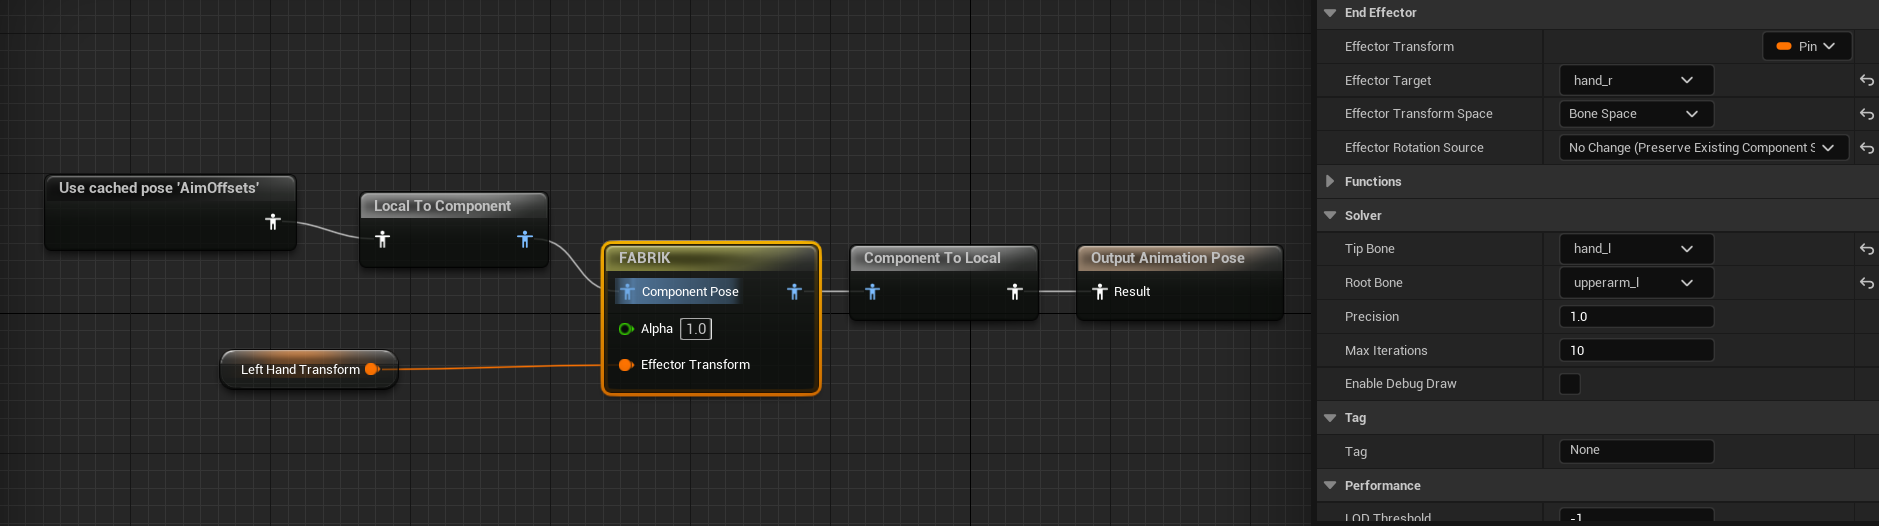 Use cached pose 'AimOffsets'
Local To Component
FABRIK
Component Pose
Alpha 1.0
Effector Transform
Left Hand Transform
Component To Local
Output Animation Pose
Result
End Effector
Effector Transform Pin
Effector Target hand_r
Effector Transform Space Bone Space
Effector Rotation Source No Change (Preserve Existing Component S
Functions
Solver
Tip Bone hand_l
Root Bone upperarm_l
Precision 1.0
Max Iterations 10
Enable Debug Draw
Tag
Tag None
Performance
LOD Threshold -1